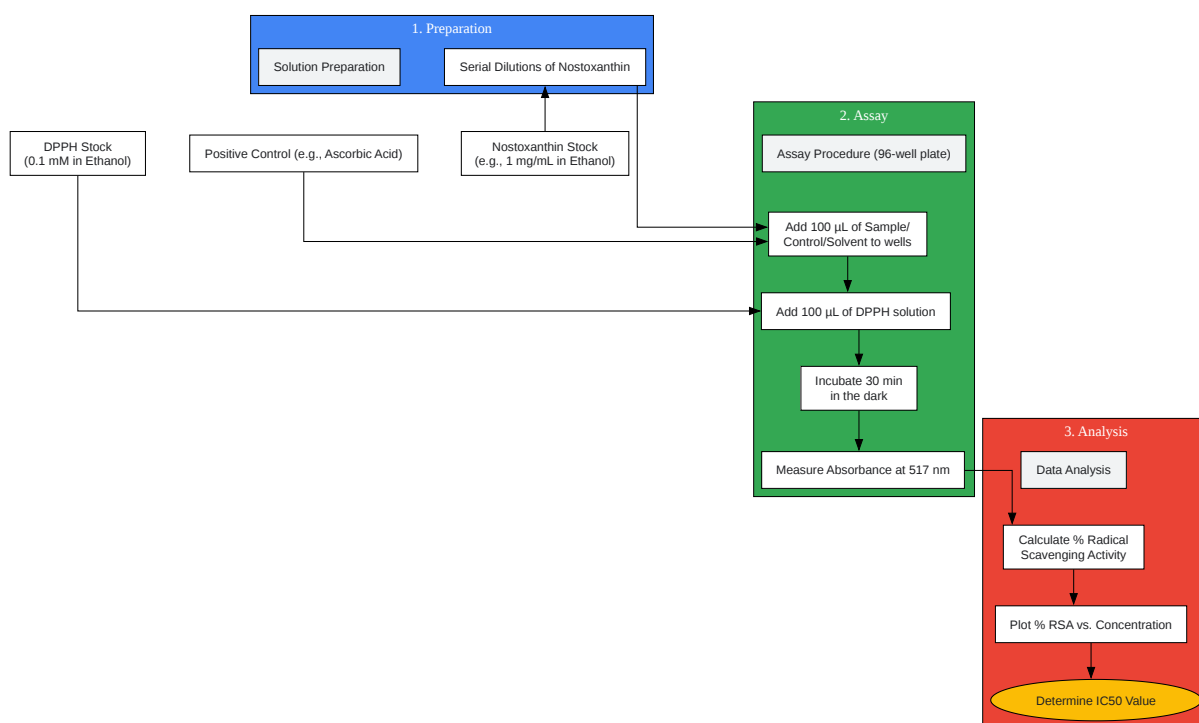 1. Preparation
Solution Preparation
Serial Dilutions of Nostoxanthin
DPPH Stock
(0.1 mM in Ethanol)
Positive Control (e.g., Ascorbic Acid)
Nostoxanthin Stock
(e.g., 1 mg/mL in Ethanol)
2. Assay
Assay Procedure (96-well plate)
Add 100 µL of Sample/
Control/Solvent to wells
Add 100 µL of DPPH solution
Incubate 30 min
in the dark
Measure Absorbance at 517 nm
3. Analysis
Data Analysis
Calculate % Radical
Scavenging Activity
Plot % RSA vs. Concentration
Determine IC50 Value